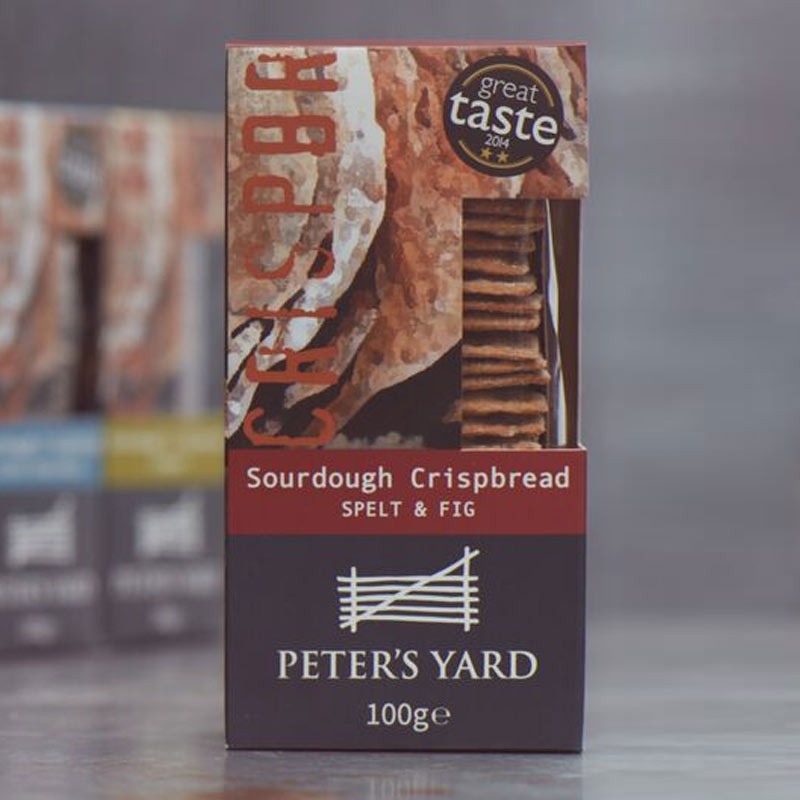 CRISPBR
great
taste
2014
Sourdough Crispbread
SPELT & FIG
PETER'S YARD
100g℮